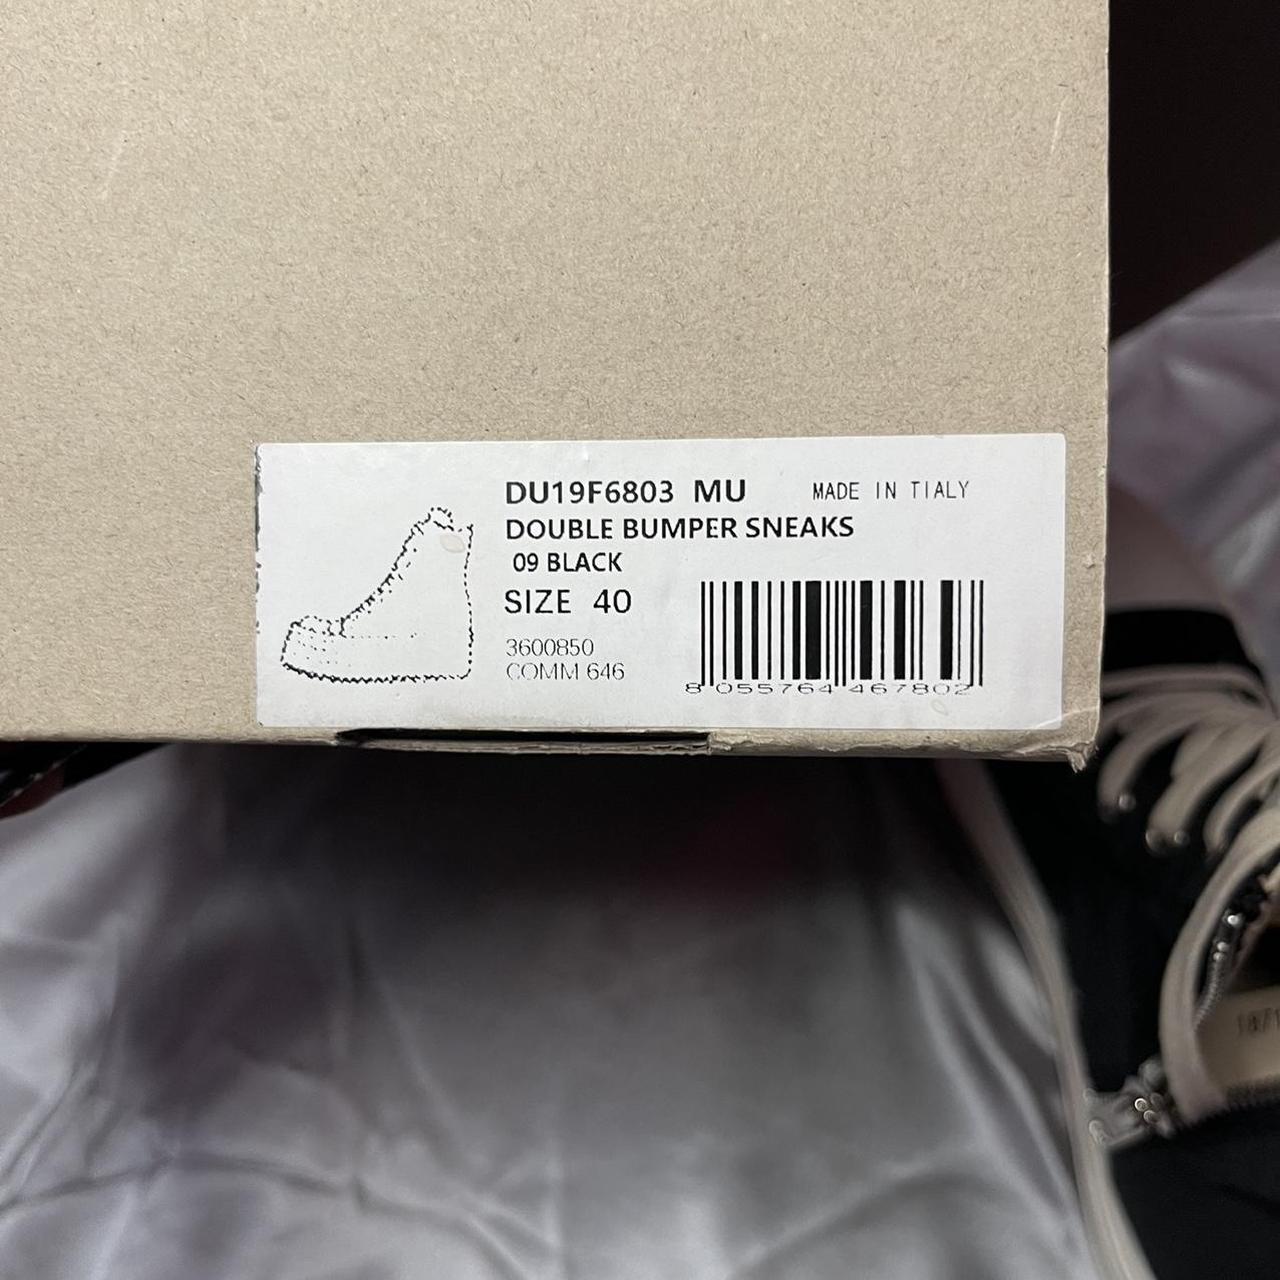 DU19F6803 MU MADE IN TIALY
DOUBLE BUMPER SNEAKS
09 BLACK
SIZE 40
3600850
COMM 646
8 055764 467802